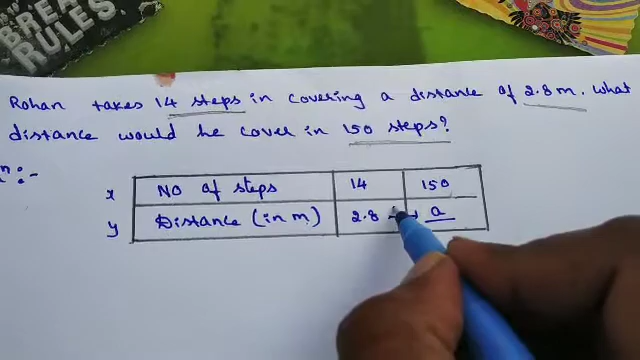 BREAK
RULES!
Rohan takes 14 steps in covering a distance of 2.8 m. What
distance would he cover in 150 steps?
n:-
x NO of steps 14 150
y Distance (in m) 2.8 a